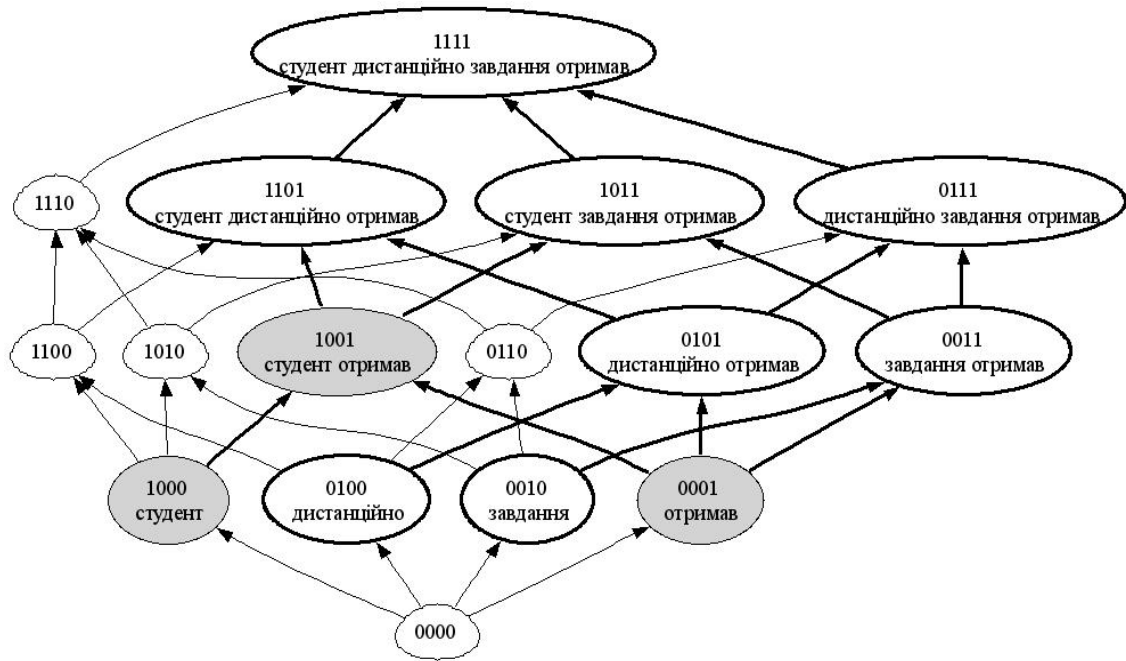 1111
студент дистанційно завдання отримав
1110
1101
студент дистанційно отримав
1011
студент завдання отримав
0111
дистанційно завдання отримав
1100
1010
1001
студент отримав
0110
0101
дистанційно отримав
0011
завдання отримав
1000
студент
0100
дистанційно
0010
завдання
0001
отримав
0000